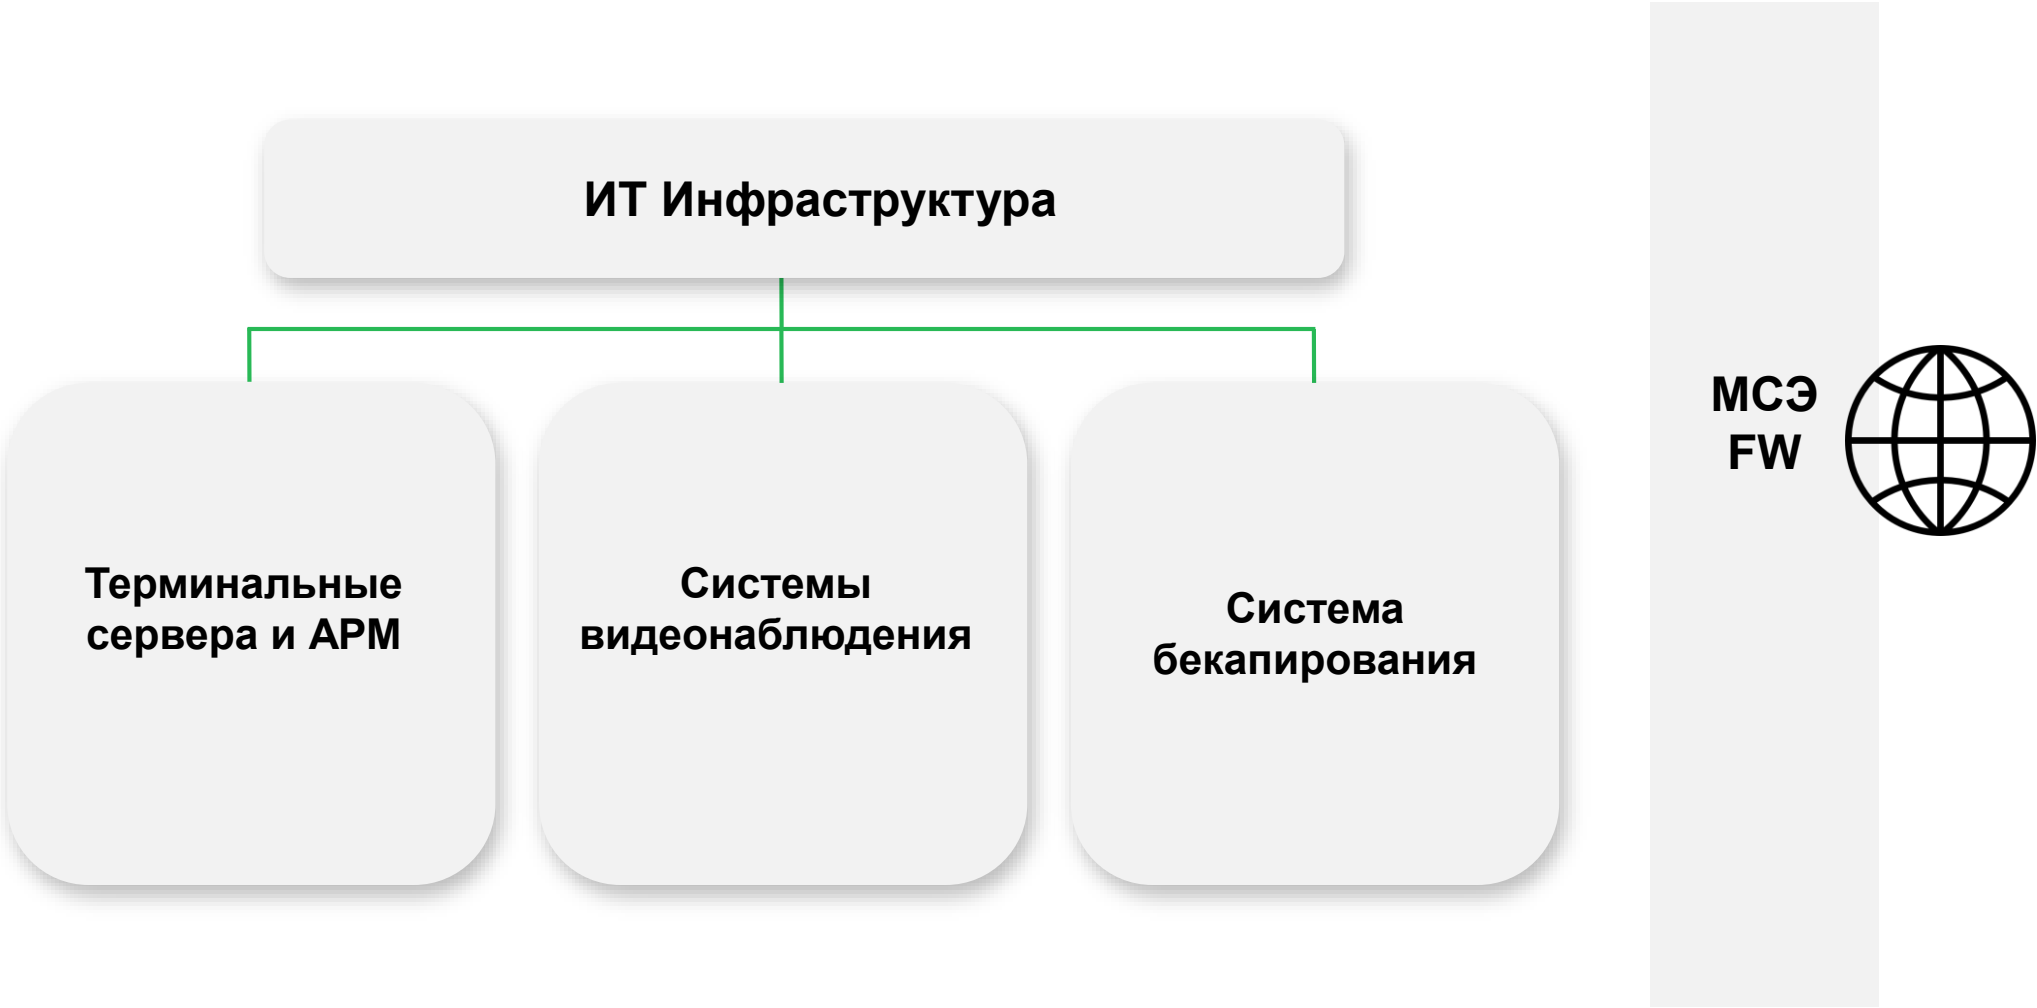 ИТ Инфраструктура
Терминальные
сервера и АРМ
Системы
видеонаблюдения
Система
бекапирования
МСЭ
FW